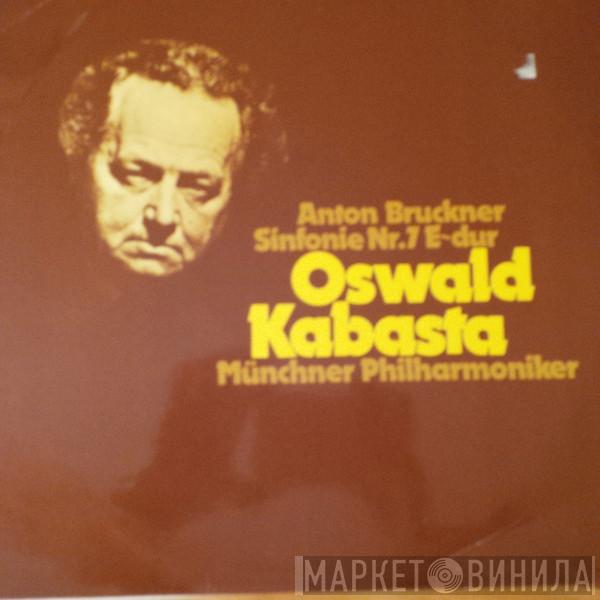 Anton Bruckner
Sinfonie Nr.7 E-dur
Oswald
Kabasta
Münchner Philharmoniker
МАРКЕТ ВИНИЛА